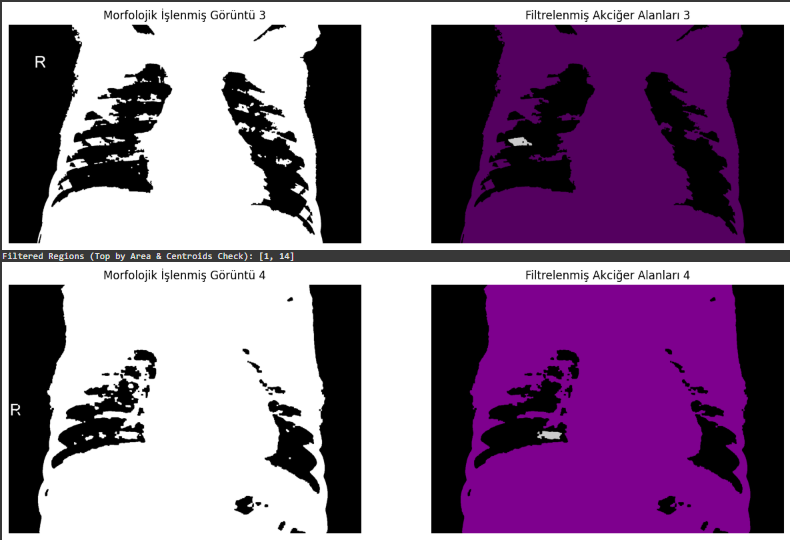 Morfolojik İşlenmiş Görüntü 3
Filtrelenmiş Akciğer Alanları 3
R
Filtered Regions (Top by Area & Centroids Check): [1, 14]
Morfolojik İşlenmiş Görüntü 4
Filtrelenmiş Akciğer Alanları 4
R